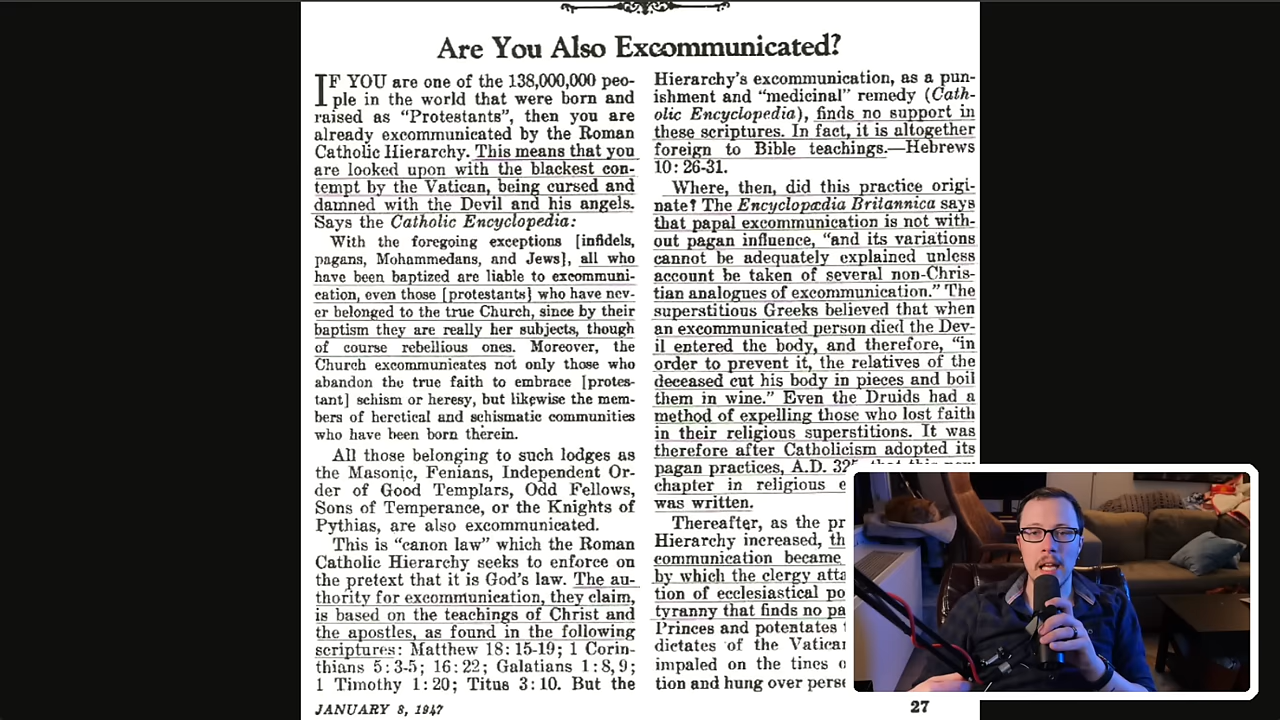 Are You Also Excommunicated?
IF YOU are one of the 138,000,000 peo-
ple in the world that were born and
raised as "Protestants", then you are
already excommunicated by the Roman
Catholic Hierarchy. This means that you
are looked upon with the blackest con-
tempt by the Vatican, being cursed and
damned with the Devil and his angels.
Says the Catholic Encyclopedia:
With the foregoing exceptions [infidels,
pagans, Mohammedans, and Jews], all who
have been baptized are liable to excommuni-
cation, even those [protestants] who have nev-
er belonged to the true Church, since by their
baptism they are really her subjects, though
of course rebellious ones. Moreover, the
Church excommunicates not only those who
abandon the true faith to embrace [protes-
tant] schism or heresy, but likewise the mem-
bers of heretical and schismatic communities
who have been born therein.
All those belonging to such lodges as
the Masonic, Fenians, Independent Or-
der of Good Templars, Odd Fellows,
Sons of Temperance, or the Knights of
Pythias, are also excommunicated.
This is "canon law" which the Roman
Catholic Hierarchy seeks to enforce on
the pretext that it is God's law. The au-
thority for excommunication, they claim,
is based on the teachings of Christ and
the apostles, as found in the following
scriptures: Matthew 18:15-19; 1 Corin-
thians 5:3-5; 16:22; Galatians 1:8, 9;
1 Timothy 1:20; Titus 3:10. But the
Hierarchy's excommunication, as a pun-
ishment and "medicinal" remedy (Cath-
olic Encyclopedia), finds no support in
these scriptures. In fact, it is altogether
foreign to Bible teachings.—Hebrews
10:26-31.
Where, then, did this practice origi-
nate? The Encyclopædia Britannica says
that papal excommunication is not with-
out pagan influence, "and its variations
cannot be adequately explained unless
account be taken of several non-Chris-
tian analogues of excommunication." The
superstitious Greeks believed that when
an excommunicated person died the Dev-
il entered the body, and therefore, "in
order to prevent it, the relatives of the
deceased cut his body in pieces and boil
them in wine." Even the Druids had a
method of expelling those who lost faith
in their religious superstitions. It was
therefore after Catholicism adopted its
pagan practices, A.D. 325, that this new
chapter in religious e
was written.
Thereafter, as the pr
Hierarchy increased, th
communication became
by which the clergy atta
tion of ecclesiastical po
tyranny that finds no pa
Princes and potentates
dictates of the Vatican
impaled on the tines o
tion and hung over perse
JANUARY 8, 1947
27